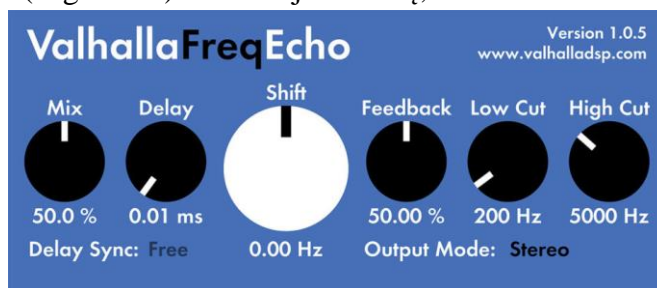 ValhallaFreqEcho
Version 1.0.5
www.valhalladsp.com
Mix
Delay
Shift
Feedback
Low Cut
High Cut
50.0 %
0.01 ms
0.00 Hz
50.00 %
200 Hz
5000 Hz
Delay Sync: Free
Output Mode: Stereo